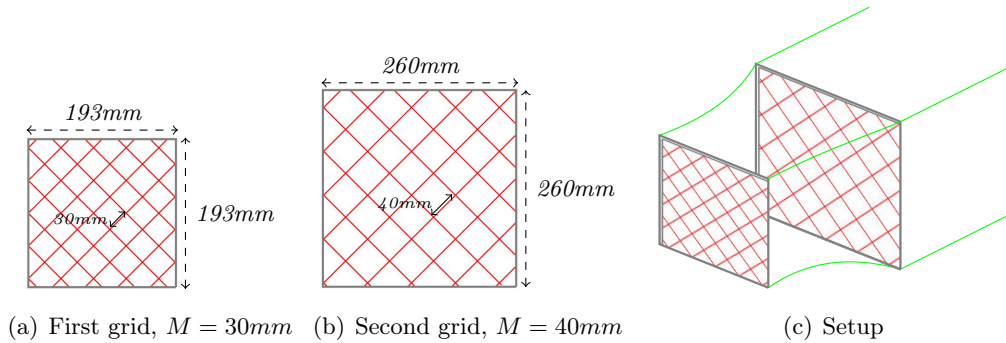 260mm
193mm
30mm
193mm
40mm
260mm
(a) First grid, M = 30mm (b) Second grid, M = 40mm (c) Setup